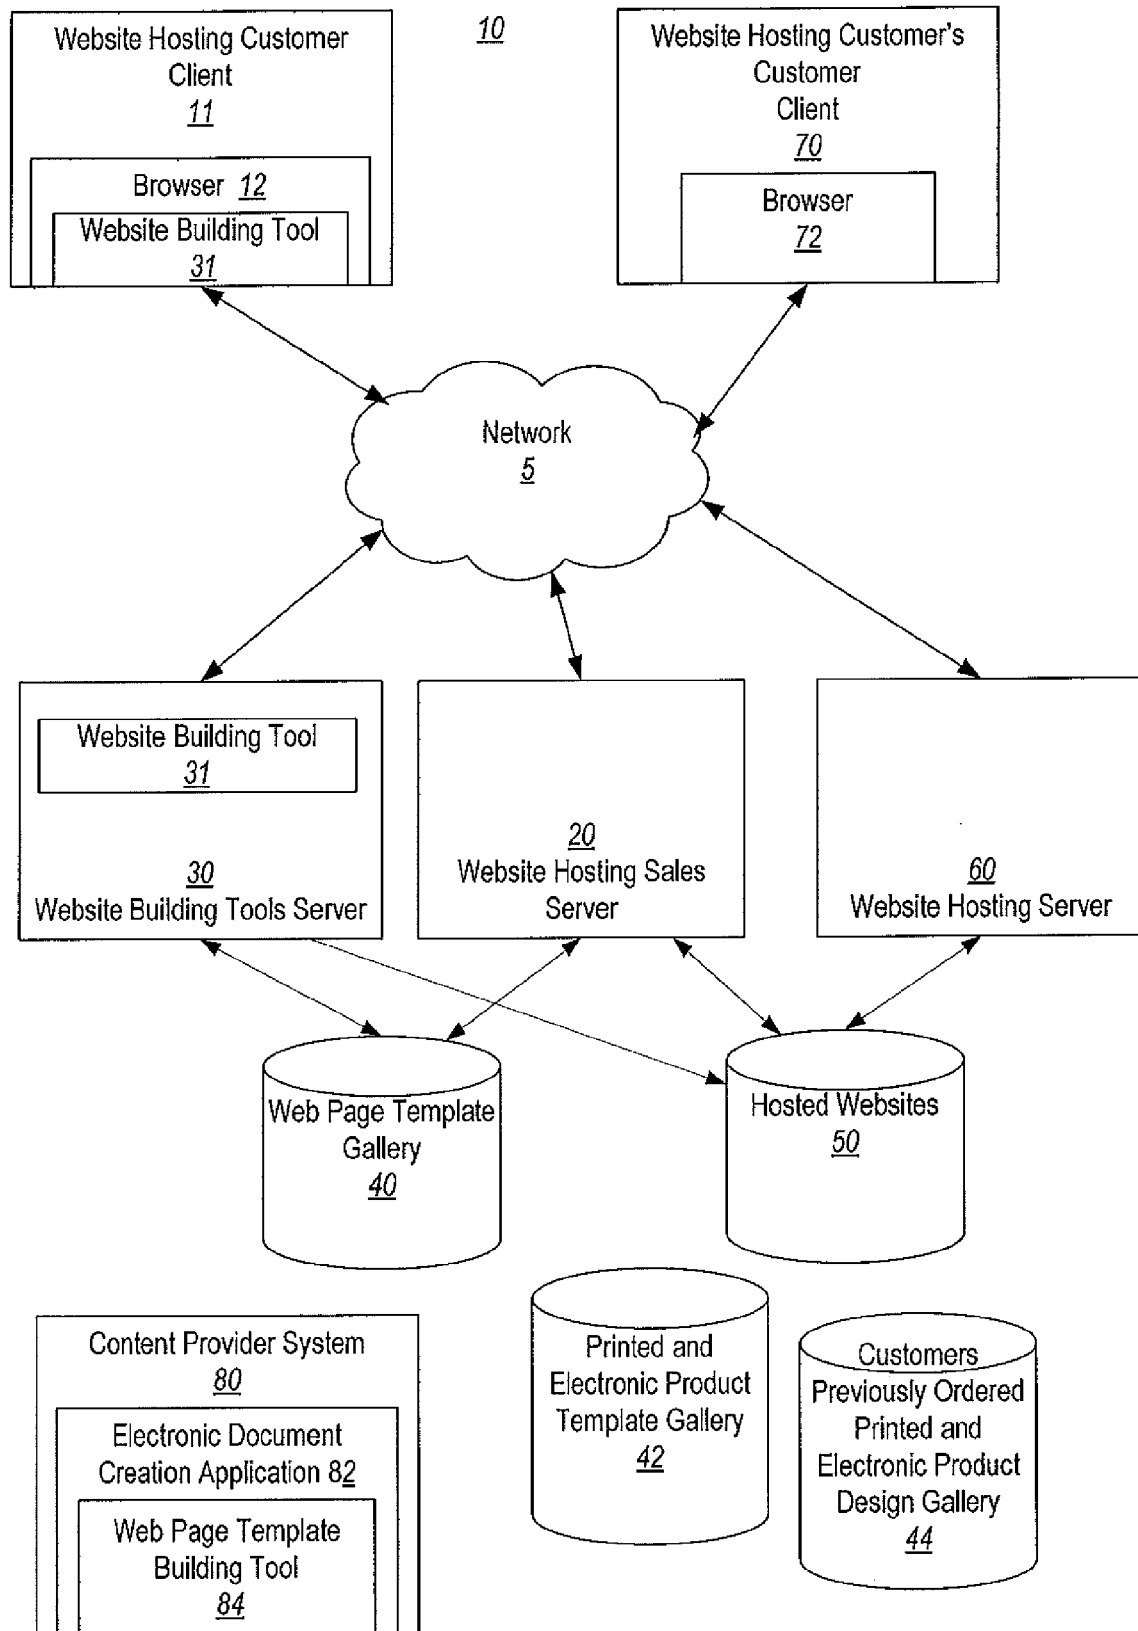 10
Website Hosting Customer
Client
11
Browser 12
Website Building Tool
31
Website Hosting Customer's
Customer
Client
70
Browser
72
Network
5
Website Building Tool
31
30
Website Building Tools Server
20
Website Hosting Sales
Server
60
Website Hosting Server
Web Page Template
Gallery
40
Hosted Websites
50
Content Provider System
80
Electronic Document
Creation Application 82
Web Page Template
Building Tool
84
Printed and
Electronic Product
Template Gallery
42
Customers
Previously Ordered
Printed and
Electronic Product
Design Gallery
44